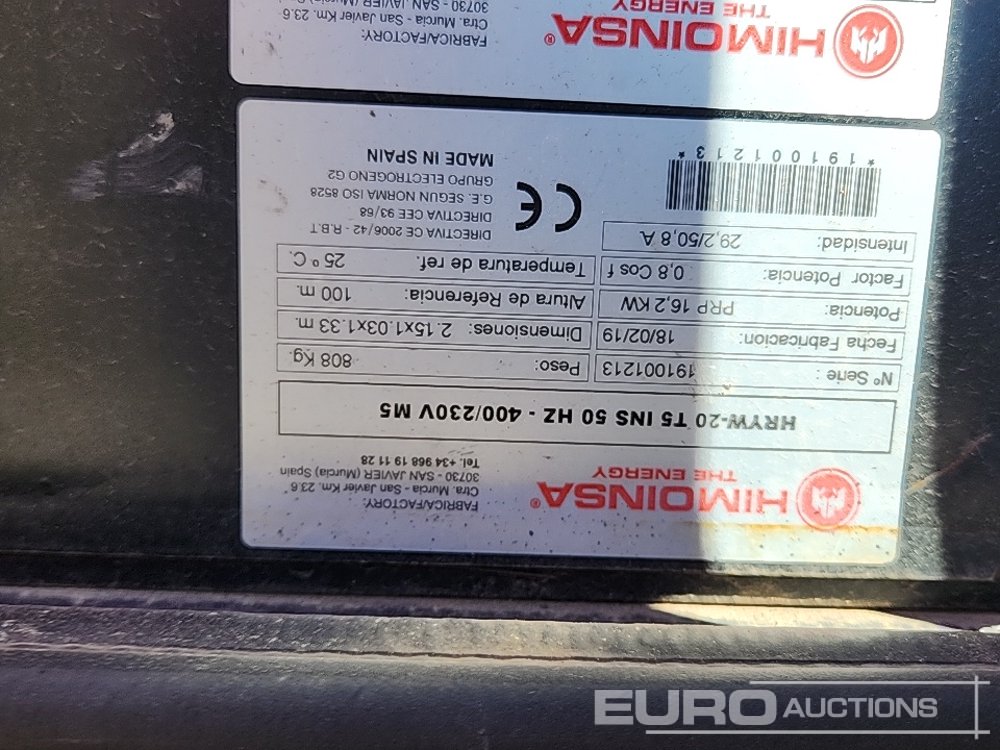 HIMOINSA®
THE ENERGY
FABRICA/FACTORY:
Ctra. Murcia - San Javier Km. 23.6
30730 - SAN JAVIER (Murcia) Spain
Tel. +34 968 19 11 28
HRYW-20 T5 INS 50 HZ - 400/230V M5
Nº Serie : 191001213 Peso: 808 Kg.
Fecha Fabricacion: 18/02/19 Dimensiones: 2.15x1.03x1.33 m.
Potencia: PRP 16,2 KW Altura de Referencia: 100 m.
Factor Potencia: 0,8 Cos f Temperatura de ref. 25 º C.
Intensidad: 29,2/50,8 A
*191001213*
CE
DIRECTIVA CE 2006/42 - R.B.T
DIRECTIVA CEE 93/68
G.E. SEGUN NORMA ISO 8528
GRUPO ELECTROGENO G2
MADE IN SPAIN
HIMOINSA®
THE ENERGY
FABRICA/FACTORY:
Ctra. Murcia - San Javier Km. 23.6
30730 - SAN JAVIER (Murcia)
EURO AUCTIONS